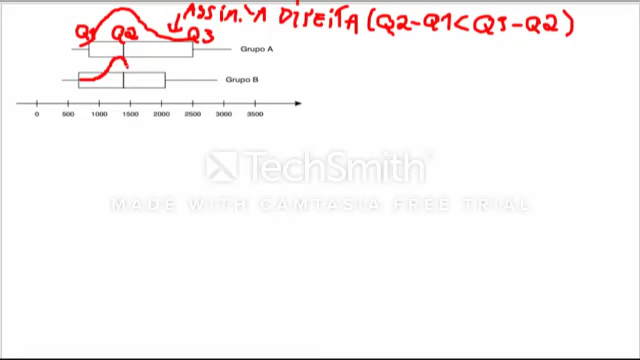 ASSIM. À DIREITA (Q2-Q1<Q3-Q2)
Q1 Q2 Q3
Grupo A
Grupo B
0 500 1000 1500 2000 2500 3000 3500
TechSmith
MADE WITH CAMTASIA FREE TRIAL